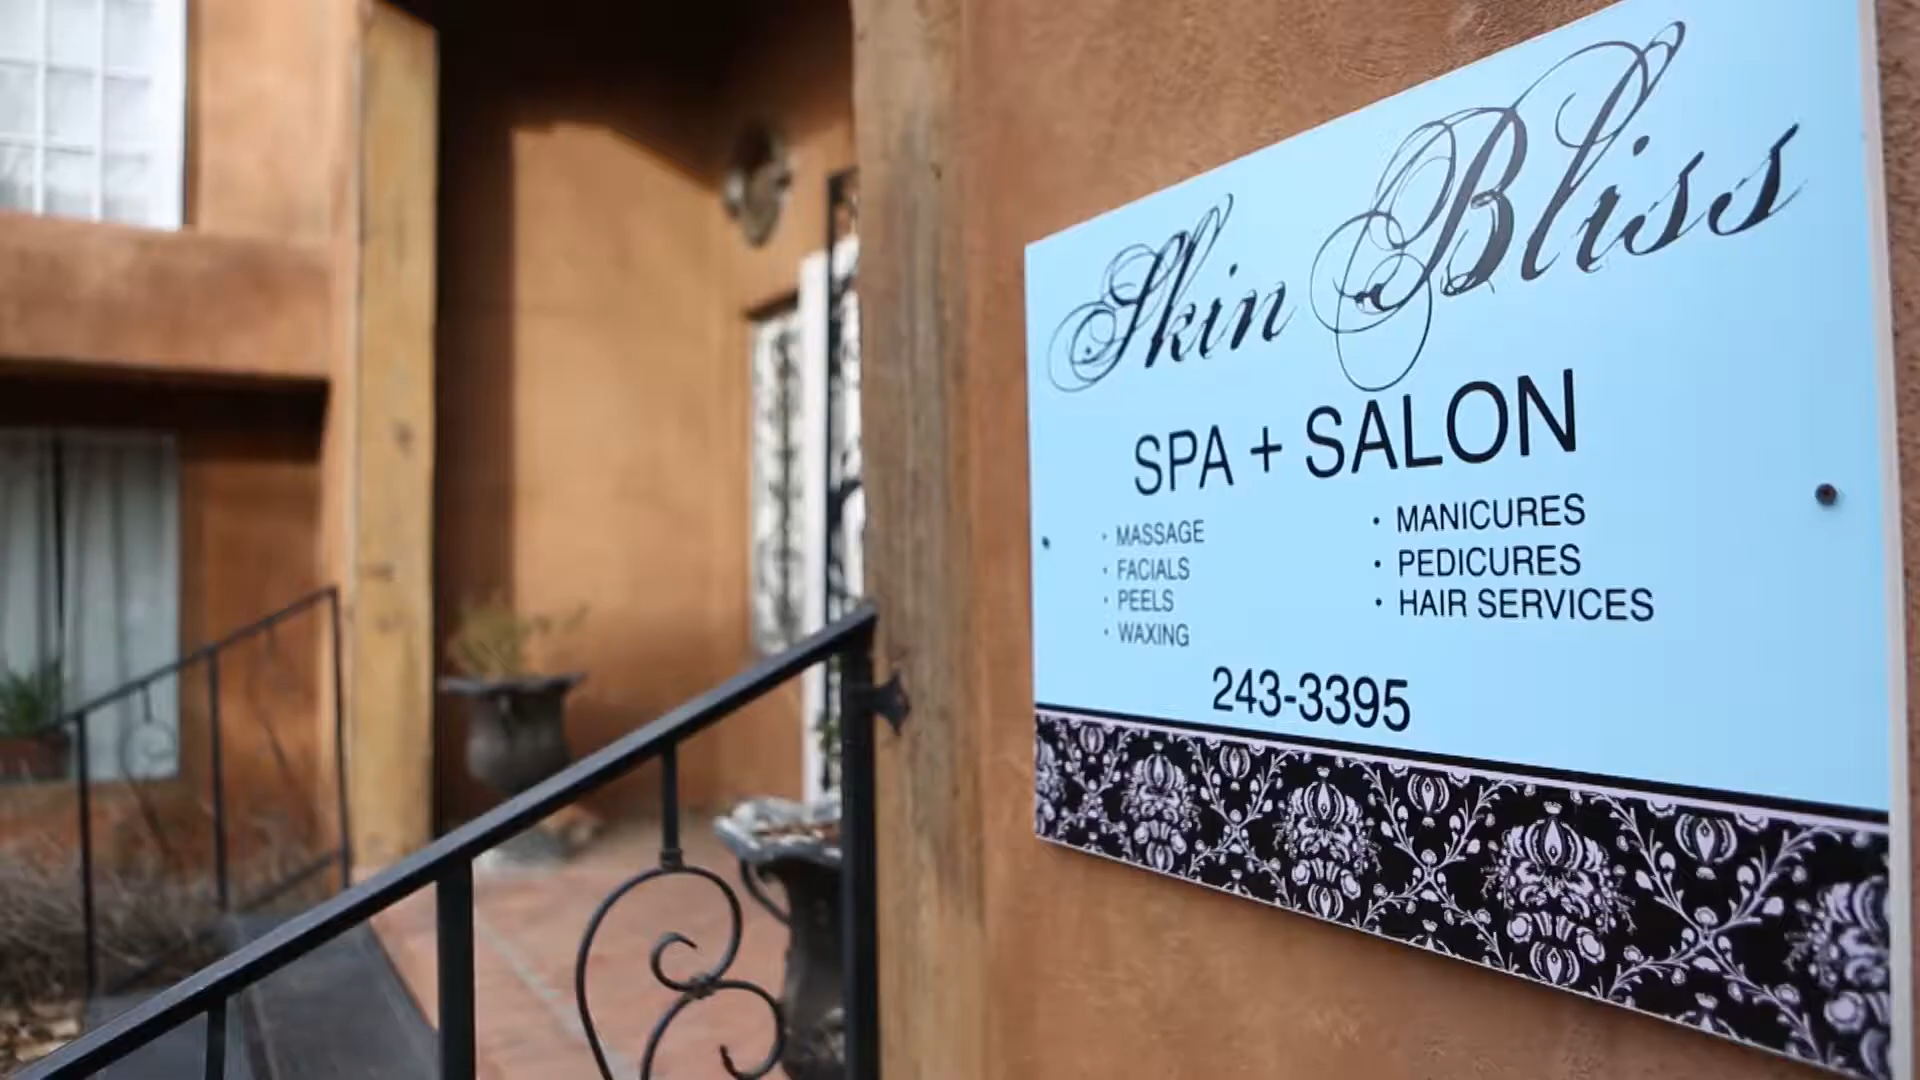 Skin Bliss
SPA + SALON
• MASSAGE
• FACIALS
• PEELS
• WAXING
• MANICURES
• PEDICURES
• HAIR SERVICES
243-3395